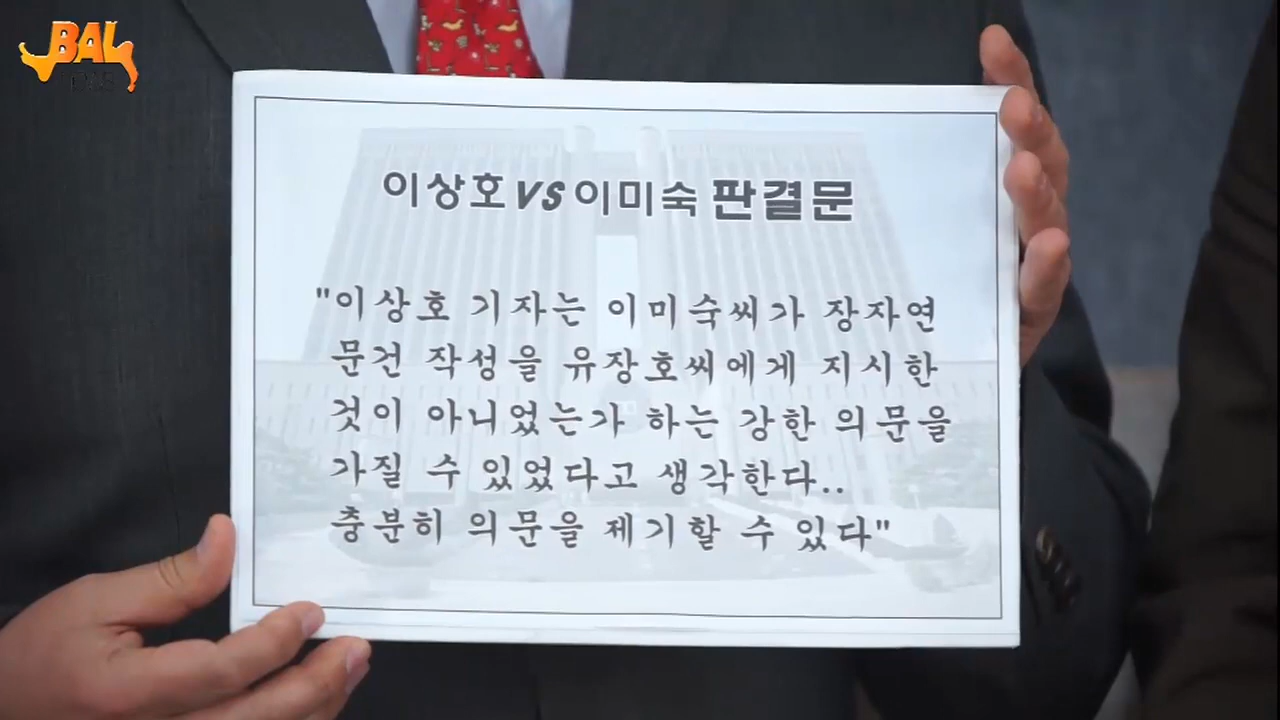 BAL
이상호 VS 이미숙 판결문
"이상호 기자는 이미숙씨가 장자연
문건 작성을 유장호씨에게 지시한
것이 아니었는가 하는 강한 의문을
가질 수 있었다고 생각한다..
충분히 의문을 제기할 수 있다"